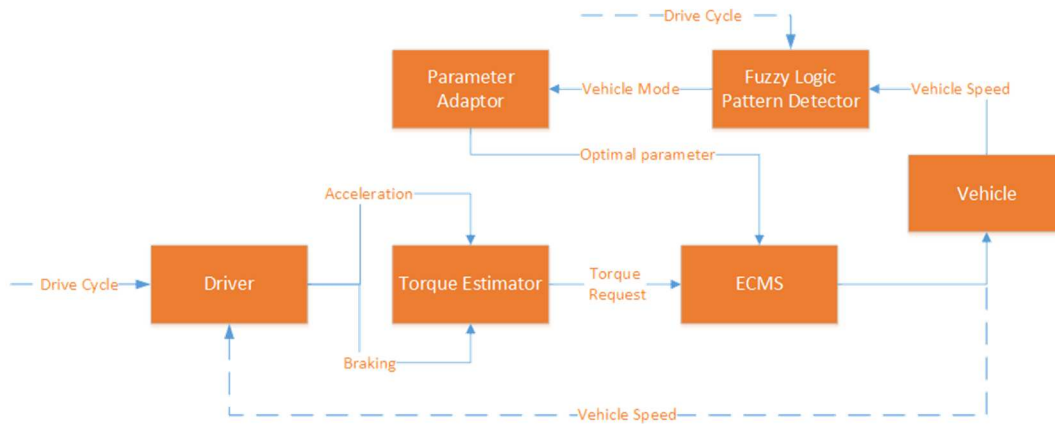 Drive Cycle
Parameter
Adaptor
Vehicle Mode
Fuzzy Logic
Pattern Detector
Vehicle Speed
Optimal parameter
Acceleration
Vehicle
Drive Cycle
Driver
Torque Estimator
Torque
Request
ECMS
Braking
Vehicle Speed